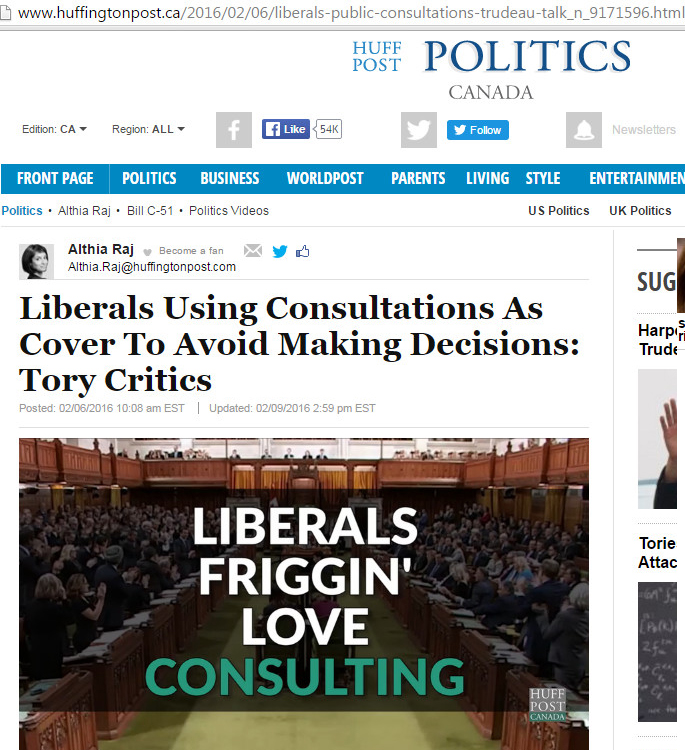 www.huffingtonpost.ca/2016/02/06/liberals-public-consultations-trudeau-talk_n_9171596.html
HUFF POST POLITICS
CANADA
Edition: CA Region: ALL Like 54K Follow Newsletters
FRONT PAGE POLITICS BUSINESS WORLDPOST PARENTS LIVING STYLE ENTERTAINMEN
Politics • Althia Raj • Bill C-51 • Politics Videos US Politics UK Politics
Althia Raj Become a fan
Althia.Raj@huffingtonpost.com
Liberals Using Consultations As
Cover To Avoid Making Decisions:
Tory Critics
Posted: 02/06/2016 10:08 am EST | Updated: 02/09/2016 2:59 pm EST
LIBERALS
FRIGGIN'
LOVE
CONSULTING
HUFF
POST
CANADA
SUG
Harp
Trude
Torie
Attac